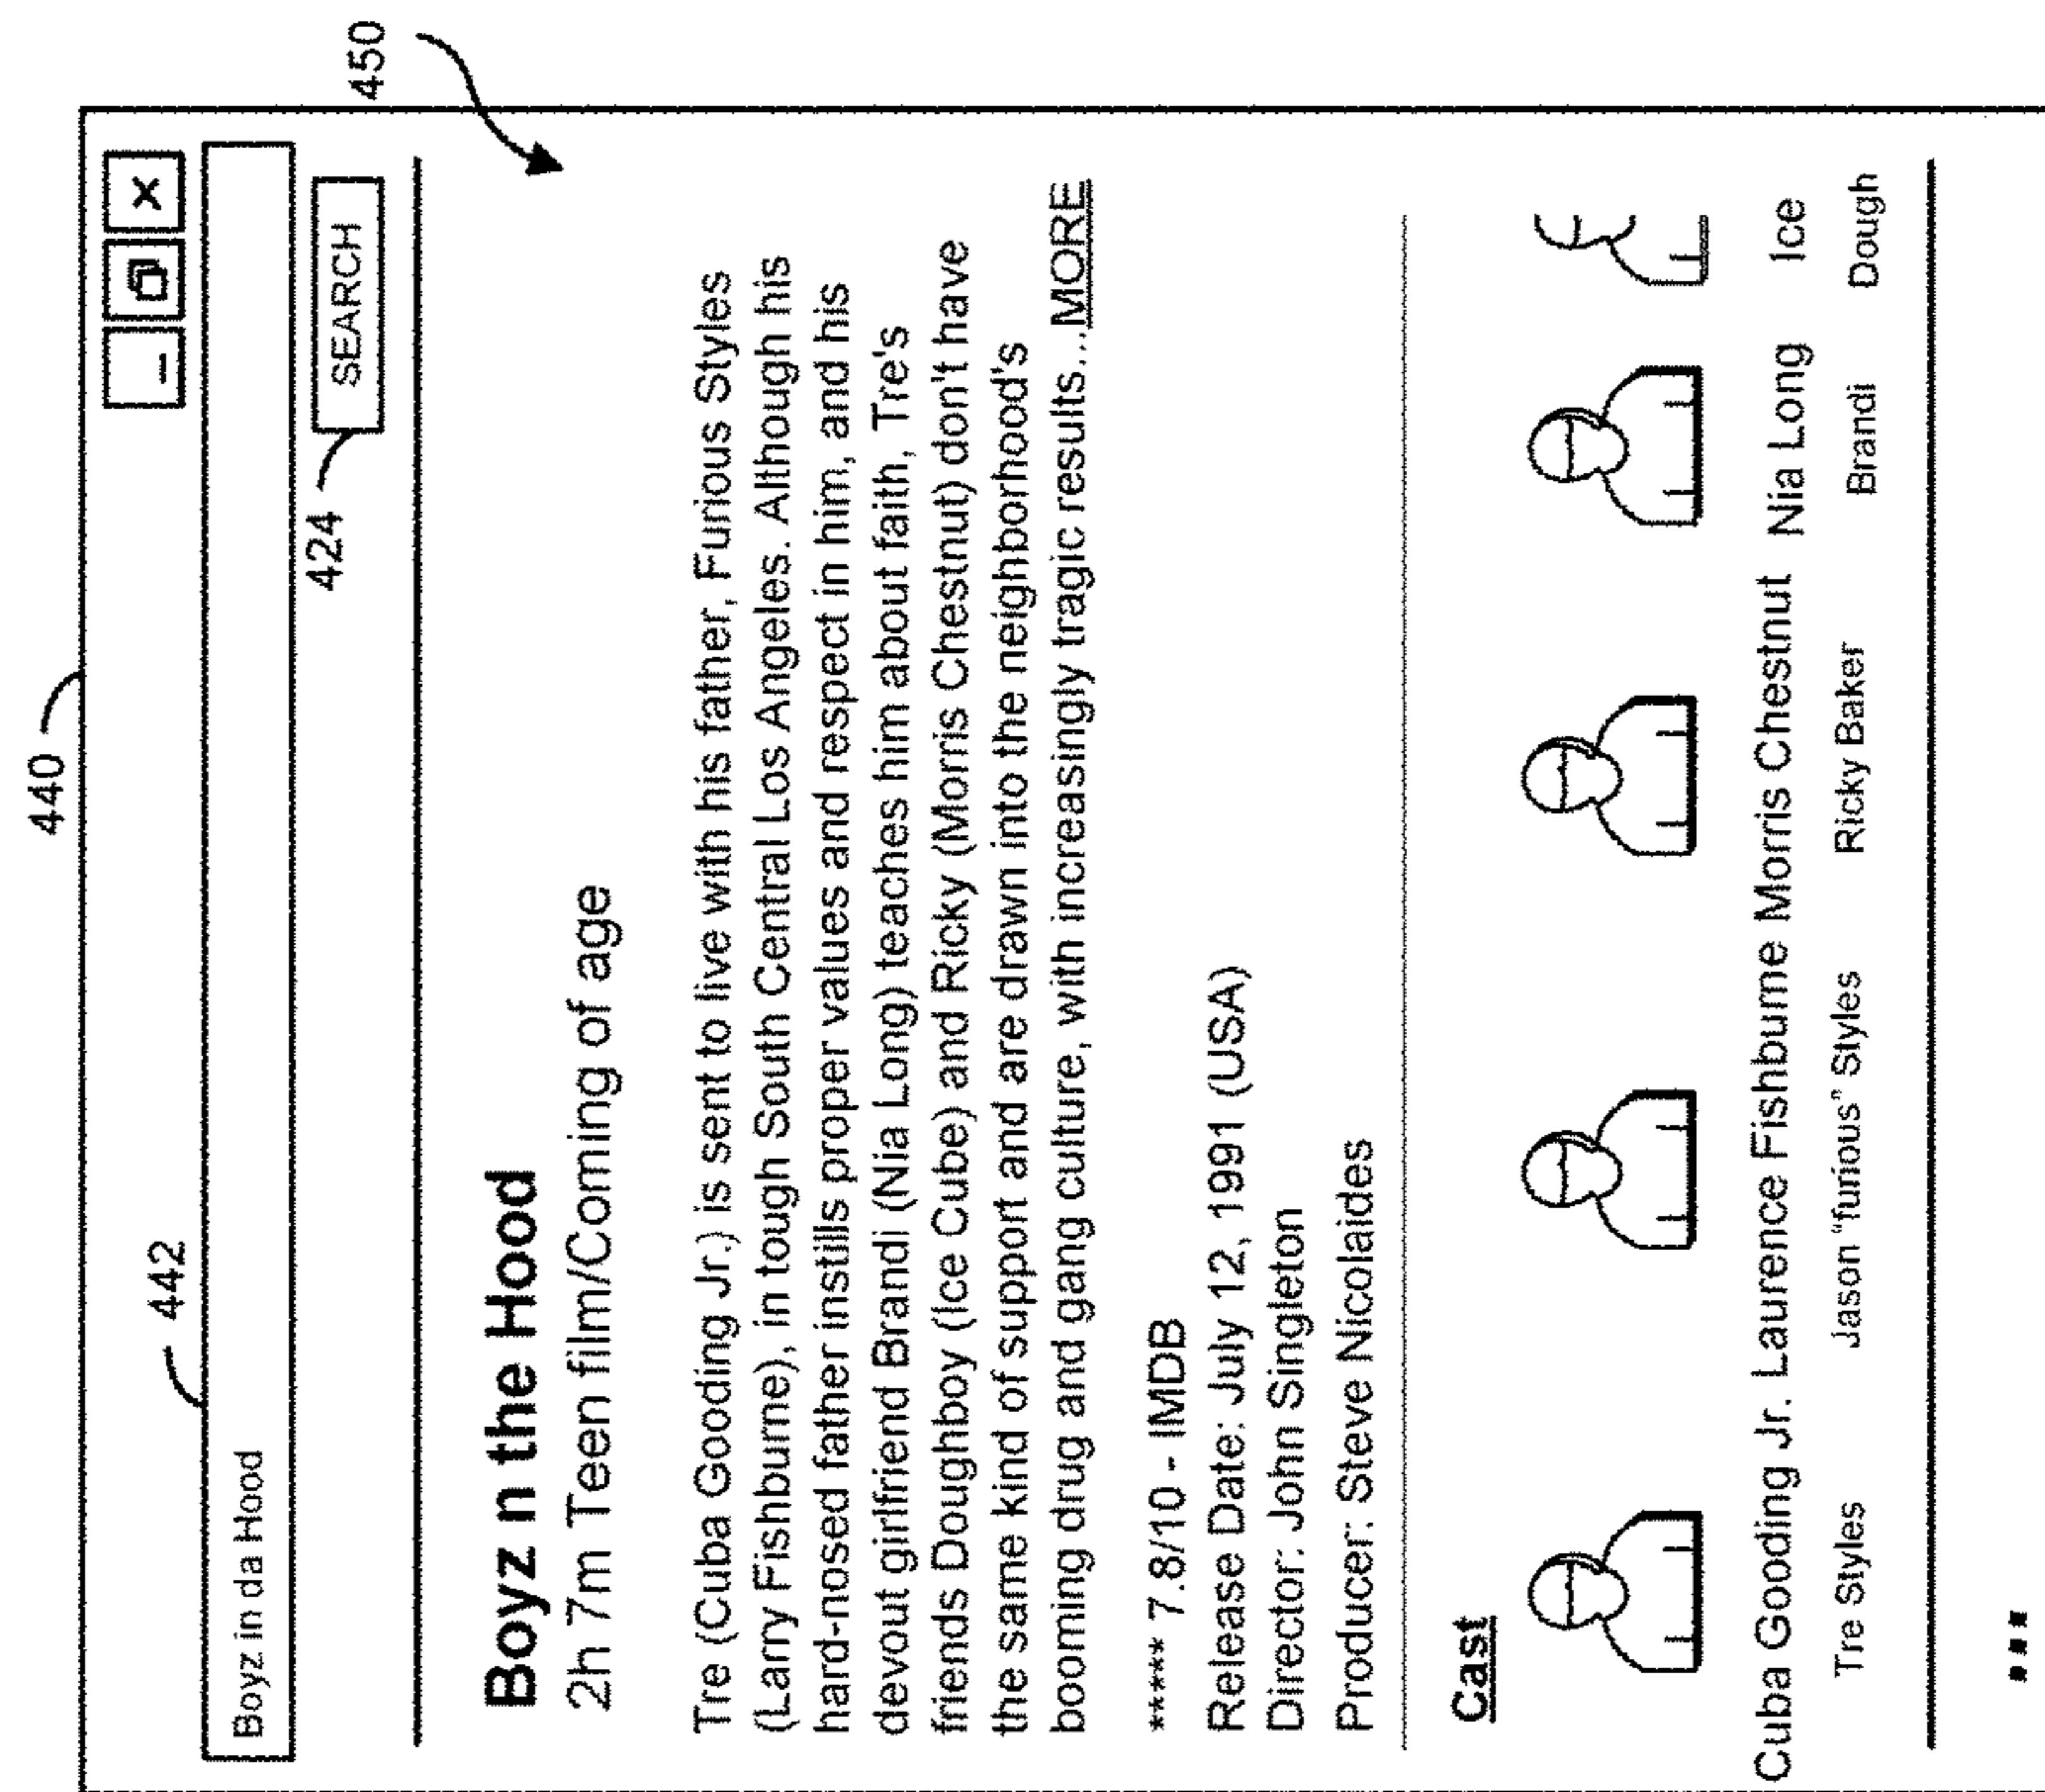 440
450
_
X
442
Boyz in da Hood
424
SEARCH
Boyz n the Hood
2h 7m Teen film/Coming of age
Tre (Cuba Gooding Jr.) is sent to live with his father, Furious Styles
(Larry Fishburne), in tough South Central Los Angeles. Although his
hard-nosed father instills proper values and respect in him, and his
devout girlfriend Brandi (Nia Long) teaches him about faith, Tre's
friends Doughboy (Ice Cube) and Ricky (Morris Chestnut) don't have
the same kind of support and are drawn into the neighborhood's
booming drug and gang culture, with increasingly tragic results...MORE
***** 7.8/10 - IMDB
Release Date: July 12, 1991 (USA)
Director: John Singleton
Producer: Steve Nicolaides
Cast
Cuba Gooding Jr. Laurence Fishburne Morris Chestnut Nia Long Ice
Tre Styles Jason "furious" Styles Ricky Baker Brandi Dough
...